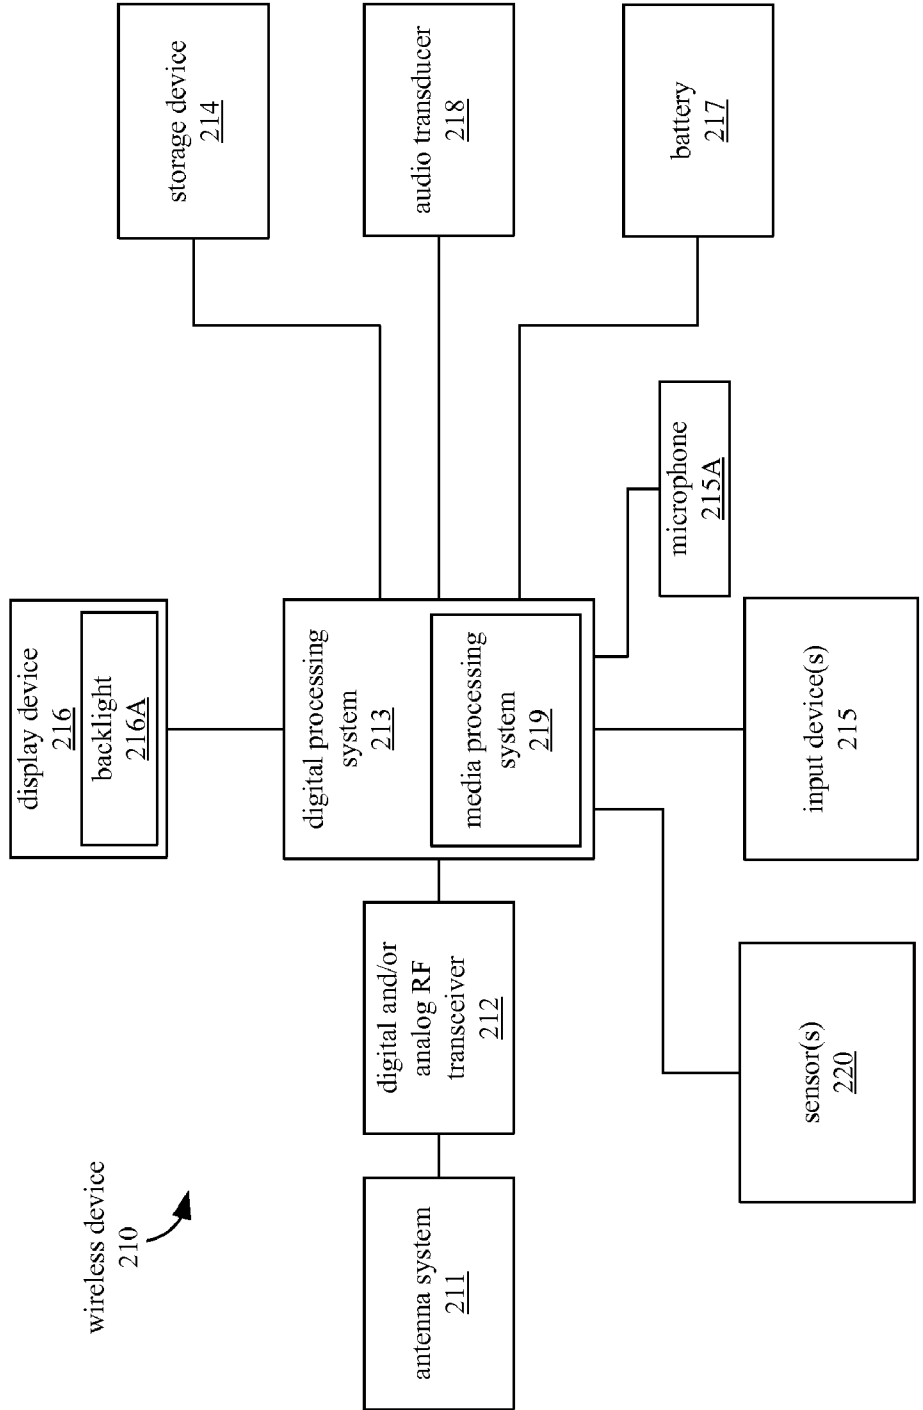 wireless device
210
display device
216
backlight
216A
storage device
214
antenna system
211
digital and/or
analog RF
transceiver
212
digital processing
system
213
media processing
system
219
audio transducer
218
battery
217
microphone
215A
sensor(s)
220
input device(s)
215